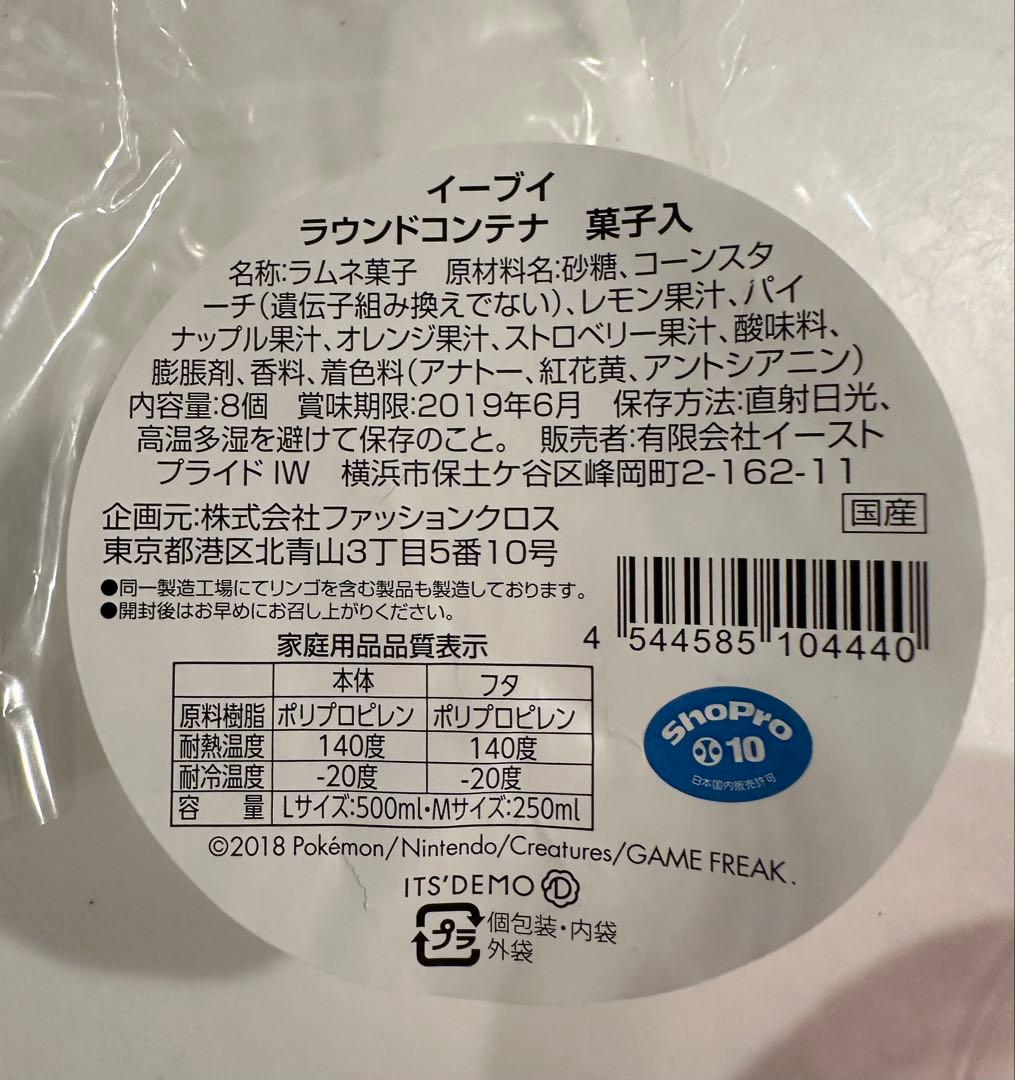 イーブイ
ラウンドコンテナ　菓子入
名称:ラムネ菓子　原材料名:砂糖、コーンスタ
ーチ(遺伝子組み換えでない)、レモン果汁、パイ
ナップル果汁、オレンジ果汁、ストロベリー果汁、酸味料、
膨脹剤、香料、着色料(アナトー、紅花黄、アントシアニン)
内容量:8個　賞味期限:2019年6月　保存方法:直射日光、
高温多湿を避けて保存のこと。　販売者:有限会社イースト
プライド IW　横浜市保土ケ谷区峰岡町2-162-11
国産
企画元:株式会社ファッションクロス
東京都港区北青山3丁目5番10号
●同一製造工場にてリンゴを含む製品も製造しております。
●開封後はお早めにお召し上がりください。
4 544585 104440
家庭用品品質表示
本体 フタ
原料樹脂 ポリプロピレン ポリプロピレン
耐熱温度 140度 140度
耐冷温度 -20度 -20度
容　量 Lサイズ:500ml・Mサイズ:250ml
ShoPro
10
日本国内販売許可
©2018 Pokémon/Nintendo/Creatures/GAME FREAK.
ITS'DEMO D
プラ 個包装・内袋
外袋